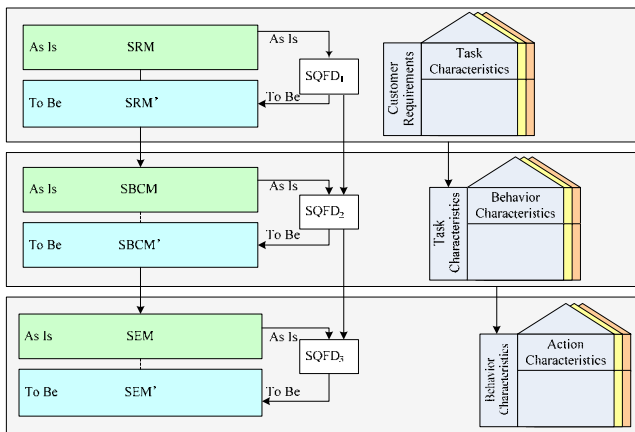 As Is SRM
As Is
SQFD₁
To Be SRM’
To Be
Customer
Requirements
Task
Characteristics
As Is SBCM
As Is
SQFD₂
To Be SBCM’
To Be
Task
Characteristics
Behavior
Characteristics
As Is SEM
As Is
SQFD₃
To Be SEM’
To Be
Behavior
Characteristics
Action
Characteristics